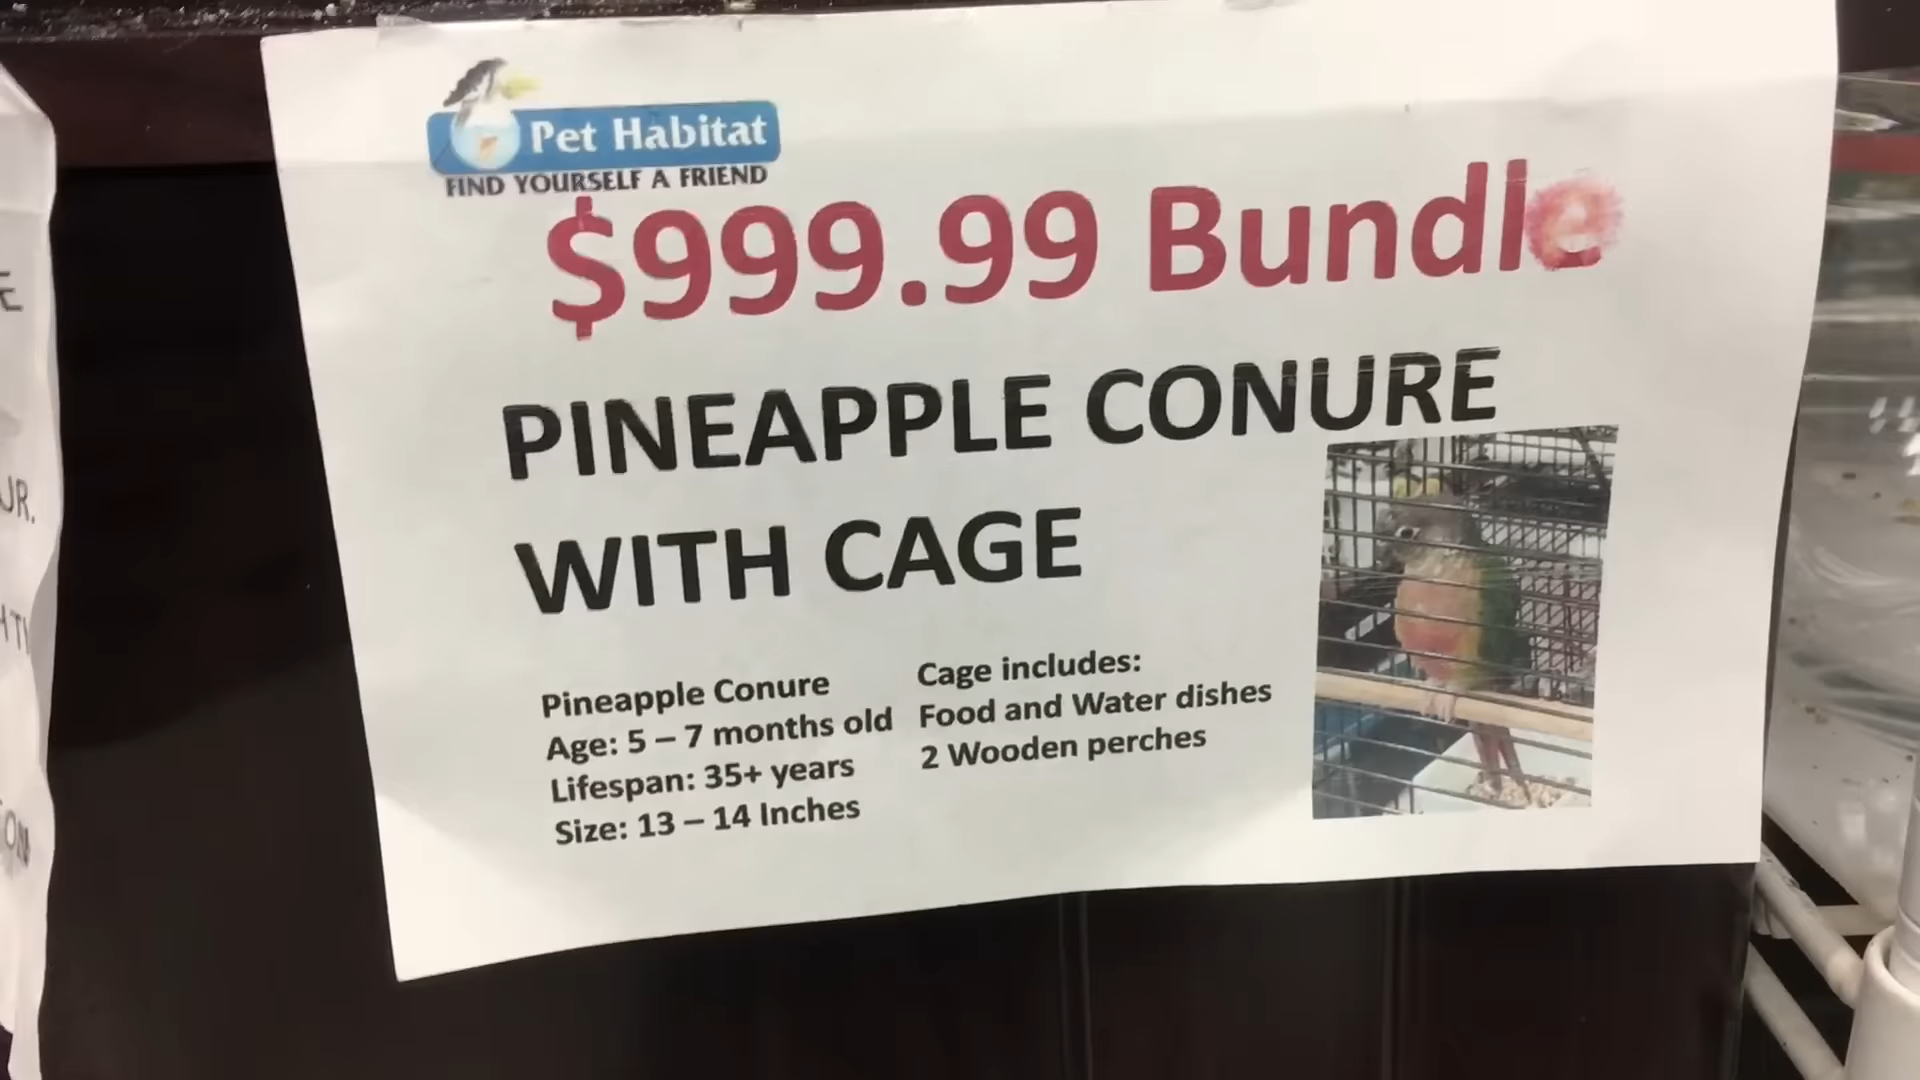 Pet Habitat
FIND YOURSELF A FRIEND
$999.99 Bundle
PINEAPPLE CONURE
WITH CAGE
Pineapple Conure
Age: 5 – 7 months old
Lifespan: 35+ years
Size: 13 – 14 Inches
Cage includes:
Food and Water dishes
2 Wooden perches
UR.